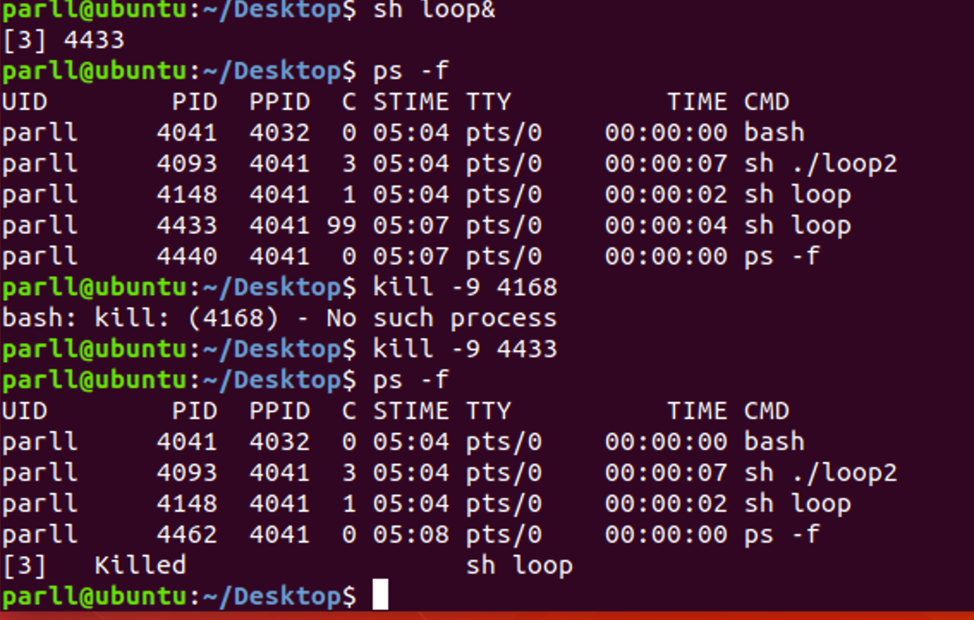 parll@ubuntu:~/Desktop$ sh loop&
[3] 4433
parll@ubuntu:~/Desktop$ ps -f
UID        PID  PPID  C STIME TTY          TIME CMD
parll     4041  4032  0 05:04 pts/0    00:00:00 bash
parll     4093  4041  3 05:04 pts/0    00:00:07 sh ./loop2
parll     4148  4041  1 05:04 pts/0    00:00:02 sh loop
parll     4433  4041 99 05:07 pts/0    00:00:04 sh loop
parll     4440  4041  0 05:07 pts/0    00:00:00 ps -f
parll@ubuntu:~/Desktop$ kill -9 4168
bash: kill: (4168) - No such process
parll@ubuntu:~/Desktop$ kill -9 4433
parll@ubuntu:~/Desktop$ ps -f
UID        PID  PPID  C STIME TTY          TIME CMD
parll     4041  4032  0 05:04 pts/0    00:00:00 bash
parll     4093  4041  3 05:04 pts/0    00:00:07 sh ./loop2
parll     4148  4041  1 05:04 pts/0    00:00:02 sh loop
parll     4462  4041  0 05:08 pts/0    00:00:00 ps -f
[3]   Killed                  sh loop
parll@ubuntu:~/Desktop$